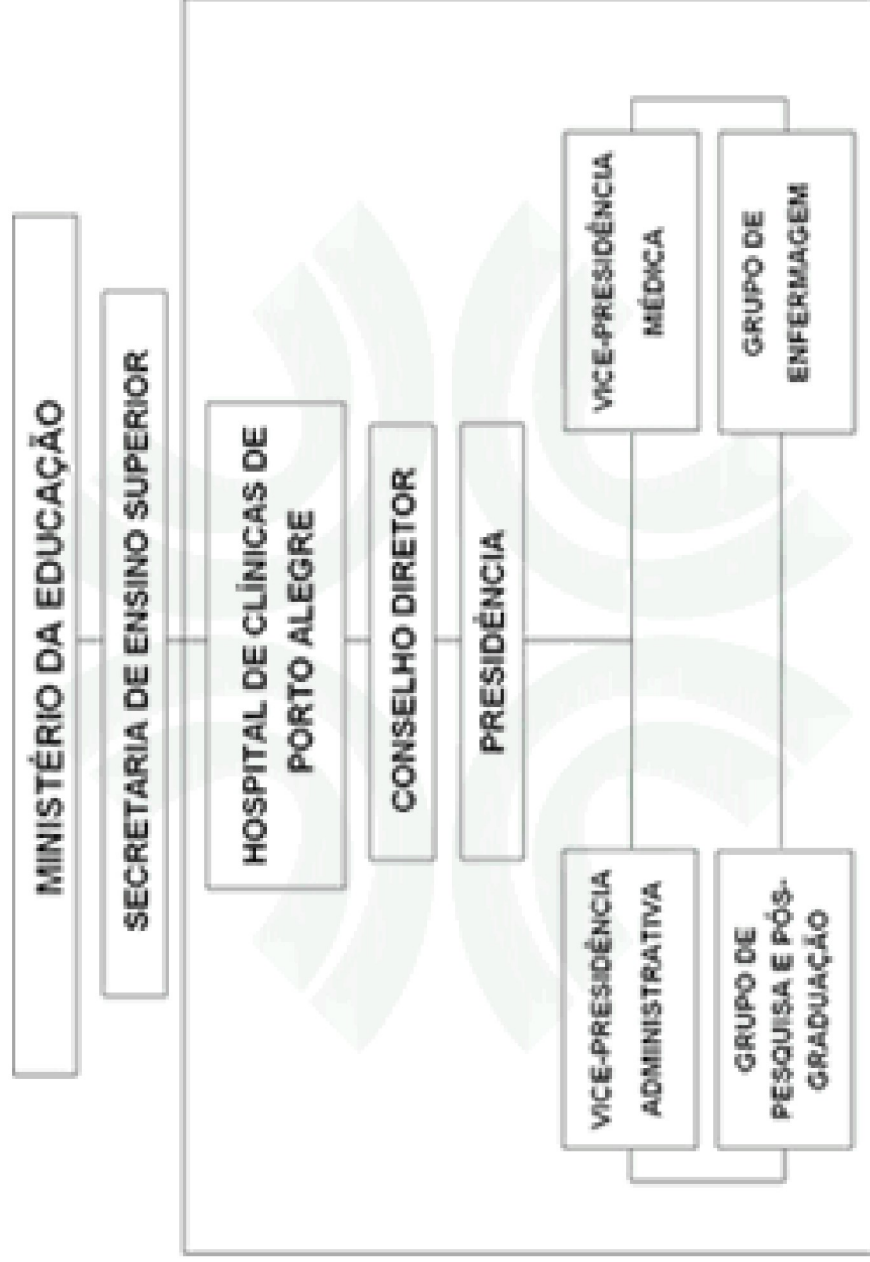 MINISTÉRIO DA EDUCAÇÃO
SECRETARIA DE ENSINO SUPERIOR
HOSPITAL DE CLÍNICAS DE
PORTO ALEGRE
CONSELHO DIRETOR
PRESIDÊNCIA
VICE-PRESIDÊNCIA
ADMINISTRATIVA
VICE-PRESIDÊNCIA
MÉDICA
GRUPO DE
PESQUISA E PÓS-
GRADUAÇÃO
GRUPO DE
ENFERMAGEM